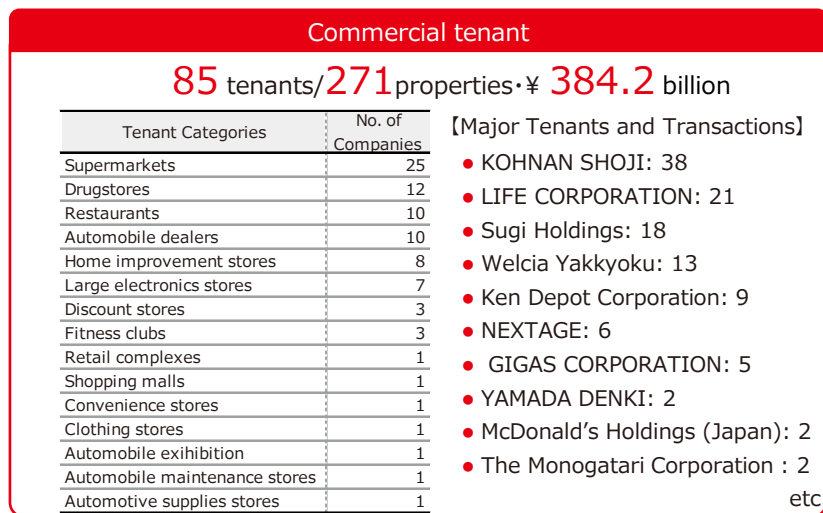 Commercial tenant
85 tenants/271properties・¥ 384.2 billion
Tenant Categories No. of Companies
Supermarkets 25
Drugstores 12
Restaurants 10
Automobile dealers 10
Home improvement stores 8
Large electronics stores 7
Discount stores 3
Fitness clubs 3
Retail complexes 1
Shopping malls 1
Convenience stores 1
Clothing stores 1
Automobile exihibition 1
Automobile maintenance stores 1
Automotive supplies stores 1
【Major Tenants and Transactions】
● KOHNAN SHOJI: 38
● LIFE CORPORATION: 21
● Sugi Holdings: 18
● Welcia Yakkyoku: 13
● Ken Depot Corporation: 9
● NEXTAGE: 6
● GIGAS CORPORATION: 5
● YAMADA DENKI: 2
● McDonald's Holdings (Japan): 2
● The Monogatari Corporation : 2
etc